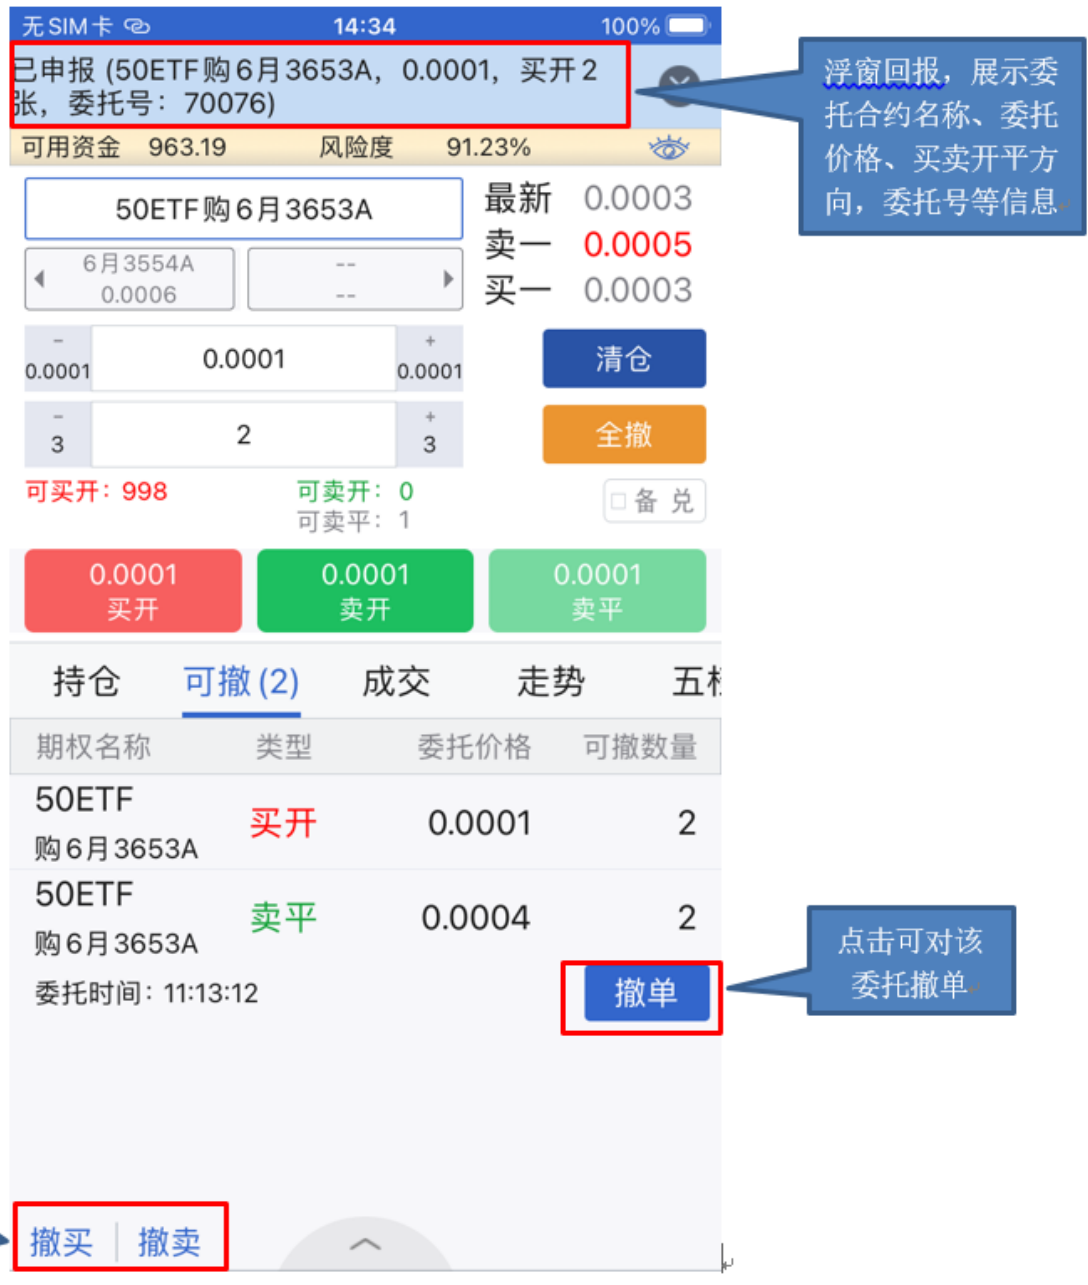 无SIM卡 14:34 100%
已申报 (50ETF购6月3653A, 0.0001, 买开2
张, 委托号: 70076)
浮窗回报，展示委
托合约名称、委托
价格、买卖开平方
向，委托号等信息
可用资金 963.19 风险度 91.23%
50ETF购6月3653A
最新 0.0003
卖一 0.0005
买一 0.0003
6月3554A --
0.0006 --
- 0.0001 +
0.0001 0.0001
清仓
- 2 +
3 3
全撤
可买开: 998 可卖开: 0
可卖平: 1
备 兑
0.0001 0.0001 0.0001
买开 卖开 卖平
持仓 可撤(2) 成交 走势 五
期权名称 类型 委托价格 可撤数量
50ETF
购6月3653A 买开 0.0001 2
50ETF
购6月3653A 卖平 0.0004 2
委托时间: 11:13:12 撤单
点击可对该
委托撤单
撤买 撤卖